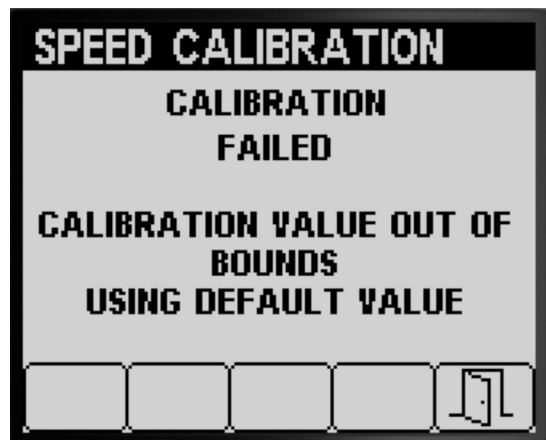 SPEED CALIBRATION
CALIBRATION
FAILED
CALIBRATION VALUE OUT OF
BOUNDS
USING DEFAULT VALUE